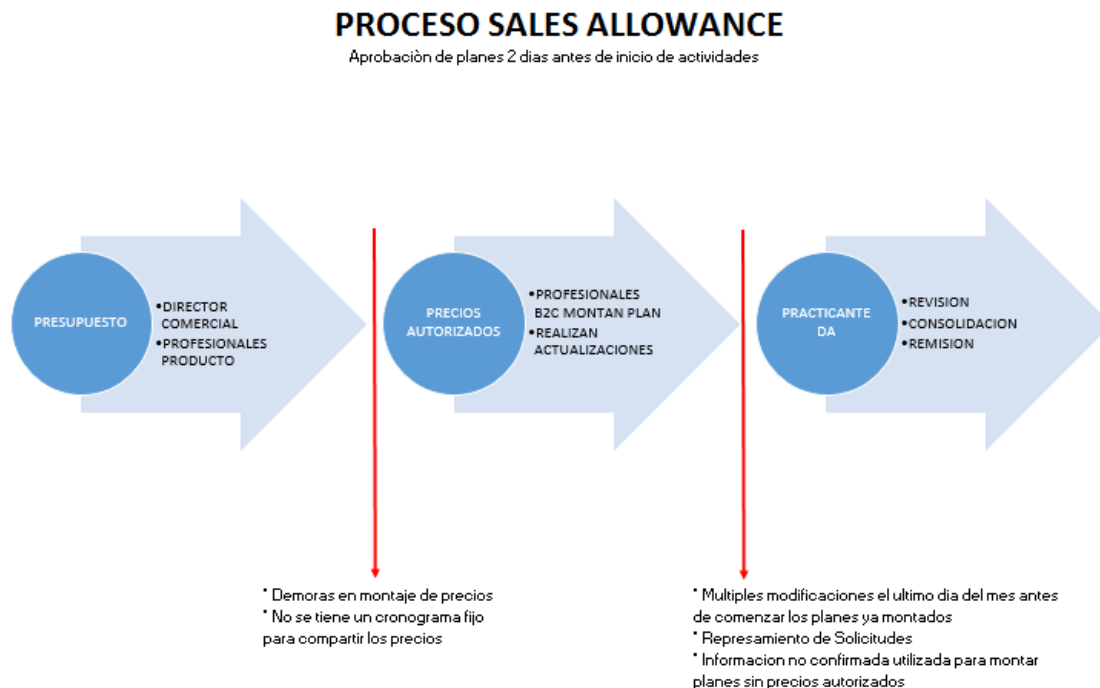 PROCESO SALES ALLOWANCE
Aprobaciòn de planes 2 dias antes de inicio de actividades
PRESUPUESTO
•DIRECTOR
COMERCIAL
•PROFESIONALES
PRODUCTO
PRECIOS
AUTORIZADOS
•PROFESIONALES
B2C MONTAN PLAN
•REALIZAN
ACTUALIZACIONES
PRACTICANTE
DA
•REVISION
•CONSOLIDACION
•REMISION
* Demoras en montaje de precios
* No se tiene un cronograma fijo
para compartir los precios
* Multiples modificaciones el ultimo dia del mes antes
de comenzar los planes ya montados
* Represamiento de Solicitudes
* Informacion no confirmada utilizada para montar
planes sin precios autorizados